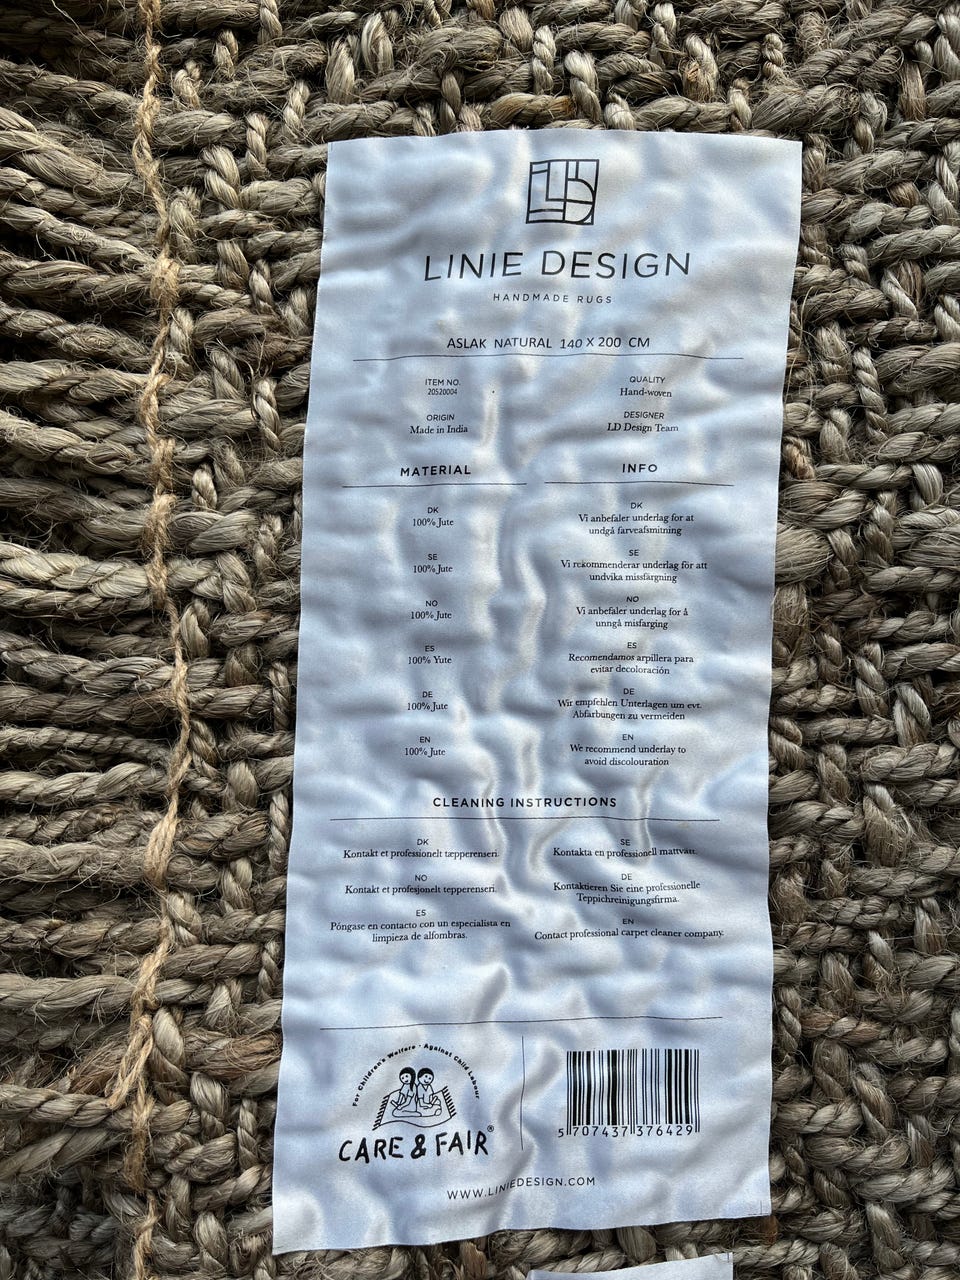 LINIE DESIGN
HANDMADE RUGS
ASLAK NATURAL 140 X 200 CM
ITEM NO.
20520004
QUALITY
Hand-woven
ORIGIN
Made in India
DESIGNER
LD Design Team
MATERIAL
DK
100% Jute
SE
100% Jute
NO
100% Jute
ES
100% Yute
DE
100% Jute
EN
100% Jute
INFO
DK
Vi anbefaler underlag for at
undgå farveafsmitning
SE
Vi rekommenderar underlag för att
undvika missfärgning
NO
Vi anbefaler underlag for å
unngå misfarging
ES
Recomendamos arpillera para
evitar decoloración
DE
Wir empfehlen Unterlagen um evt.
Abfarbungen zu vermeiden
EN
We recommend underlay to
avoid discolouration
CLEANING INSTRUCTIONS
DK
Kontakt et professionelt tæpperenseri.
SE
Kontakta en professionell mattvätt.
NO
Kontakt et profesjonelt tepperenseri.
DE
Kontaktieren Sie eine professionelle
Teppichreinigungsfirma.
ES
Póngase en contacto con un especialista en
limpieza de alfombras.
EN
Contact professional carpet cleaner company.
For Children's Welfare · Against Child Labour
CARE & FAIR®
5 707437 376429
WWW.LINIEDESIGN.COM